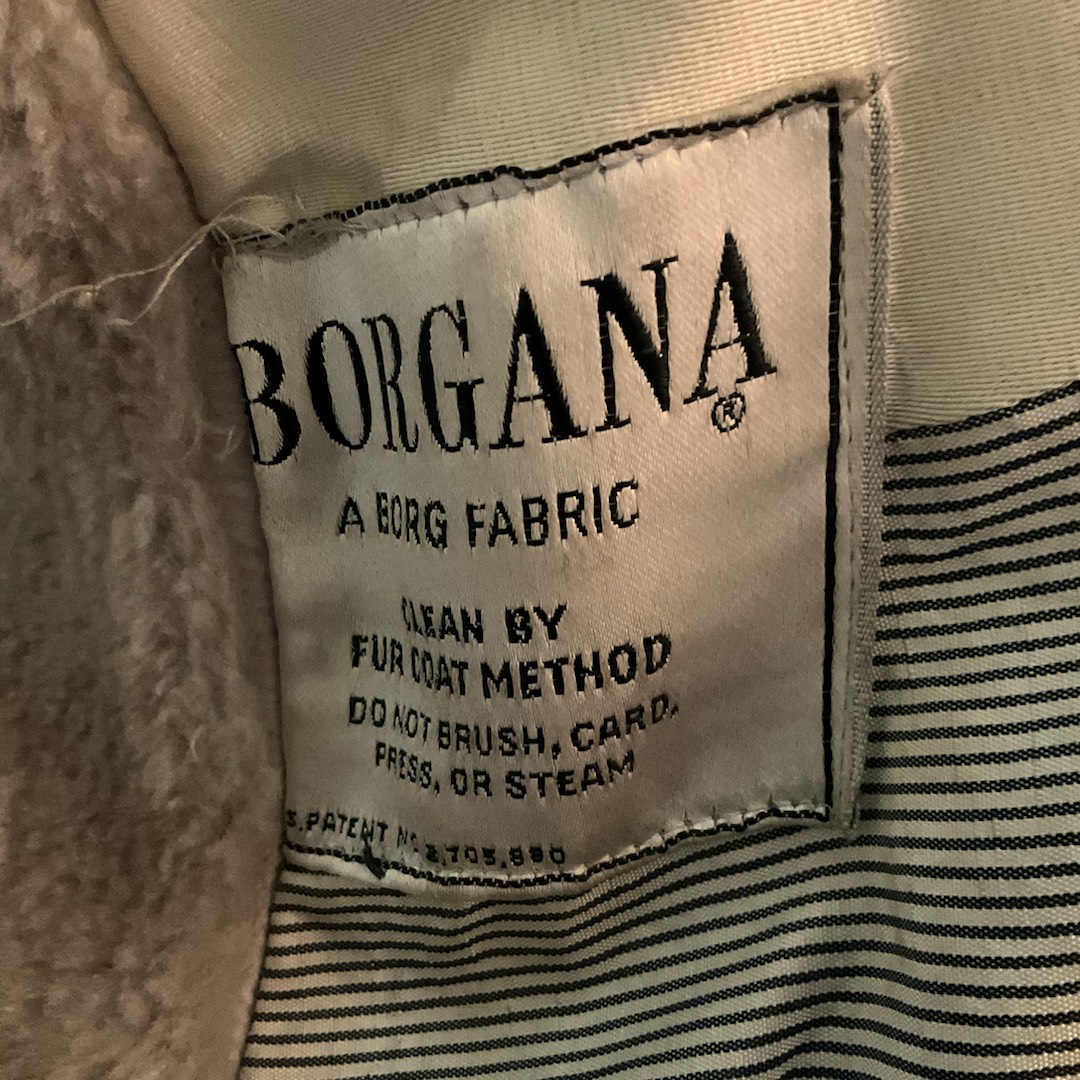 BORGANA ®
A BORG FABRIC
CLEAN BY
FUR COAT METHOD
DO NOT BRUSH, CARD,
PRESS, OR STEAM
S. PATENT NO 2,705,880